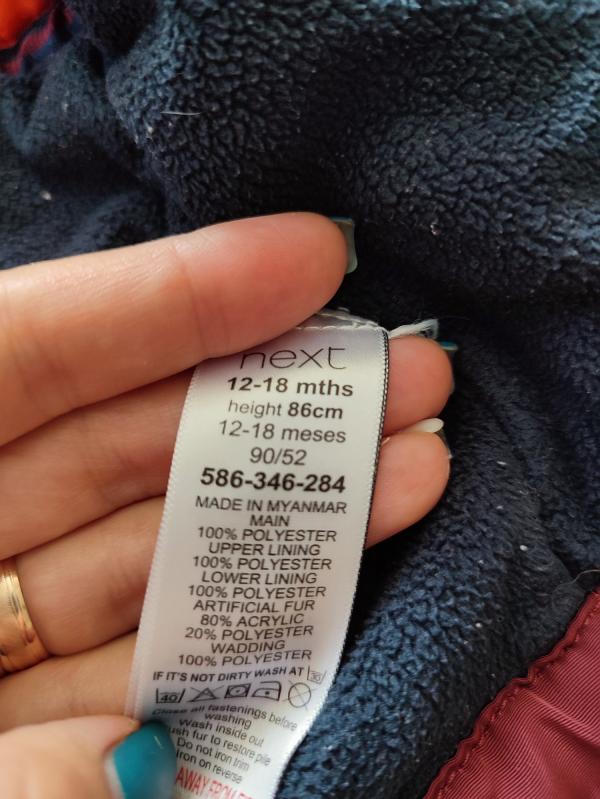 next
12-18 mths
height 86cm
12-18 meses
90/52
586-346-284
MADE IN MYANMAR
MAIN
100% POLYESTER
UPPER LINING
100% POLYESTER
LOWER LINING
100% POLYESTER
ARTIFICIAL FUR
80% ACRYLIC
20% POLYESTER
WADDING
100% POLYESTER
IF IT'S NOT DIRTY WASH AT 30
40
Close all fastenings before
washing
Wash inside out
fur to restore pile
Do not iron trim
iron on reverse
AWAY FROM